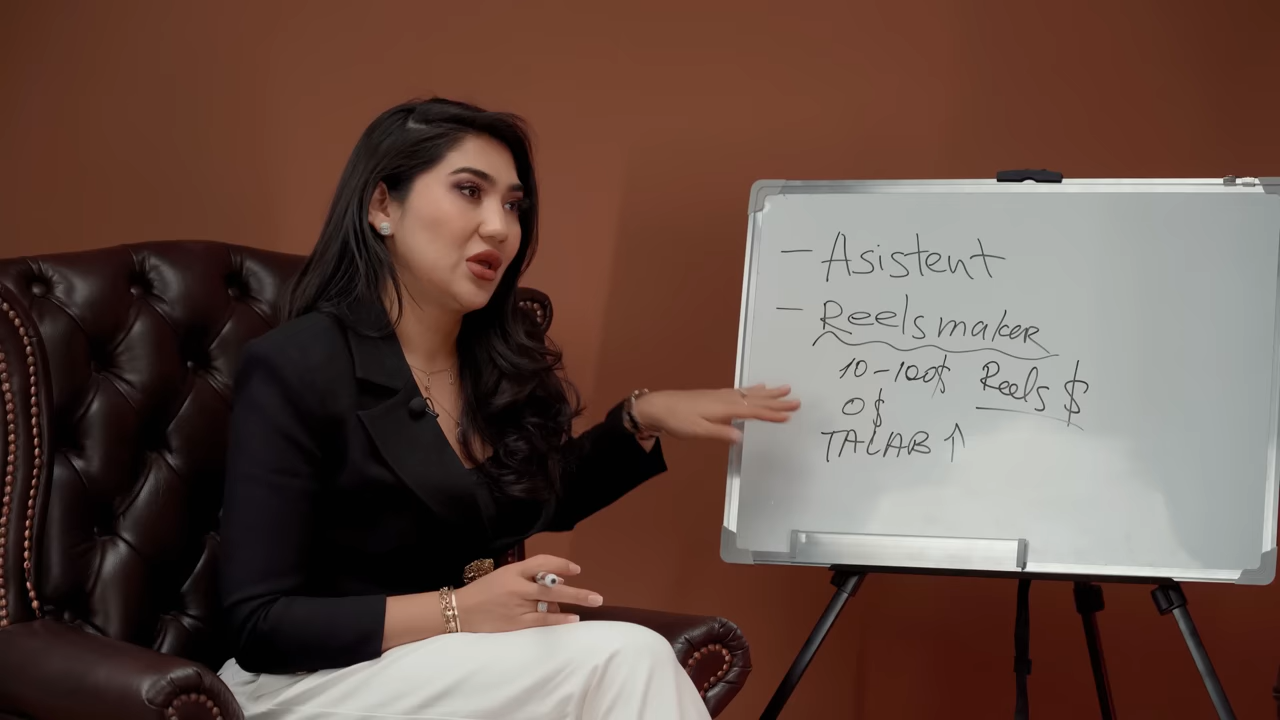 - Asistent
- Reelsmaker
10-100$ Reels $
0$
TALAB ↑